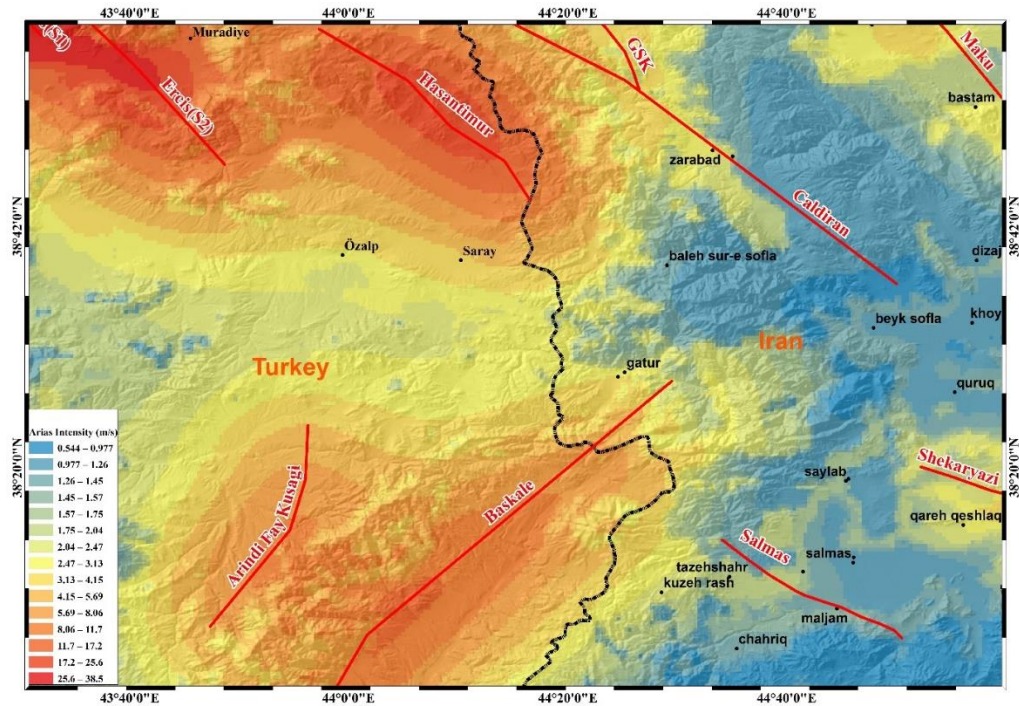 43°40'0"E
44°0'0"E
44°20'0"E
44°40'0"E
(S1)
Muradiye
GSK
Maku
bastam
Ercis(S2)
Hasantimur
zarabad
Caldiran
38°42'0"N
38°42'0"N
Özalp
Saray
baleh sur-e sofla
dizaj
beyk sofla
khoy
Turkey
Iran
gatur
quruq
Arias Intensity (m/s)
0.544 – 0.977
0.977 – 1.26
1.26 – 1.45
1.45 – 1.57
1.57 – 1.75
1.75 – 2.04
2.04 – 2.47
2.47 – 3.13
3.13 – 4.15
4.15 – 5.69
5.69 – 8.06
8.06 – 11.7
11.7 – 17.2
17.2 – 25.6
25.6 – 38.5
38°20'0"N
38°20'0"N
Shekaryazi
saylab
Baskale
Arindi Fay Kusagi
qareh qeshlaq
Salmas
salmas
tazehshahr
kuzeh rash
maljam
chahriq
43°40'0"E
44°0'0"E
44°20'0"E
44°40'0"E